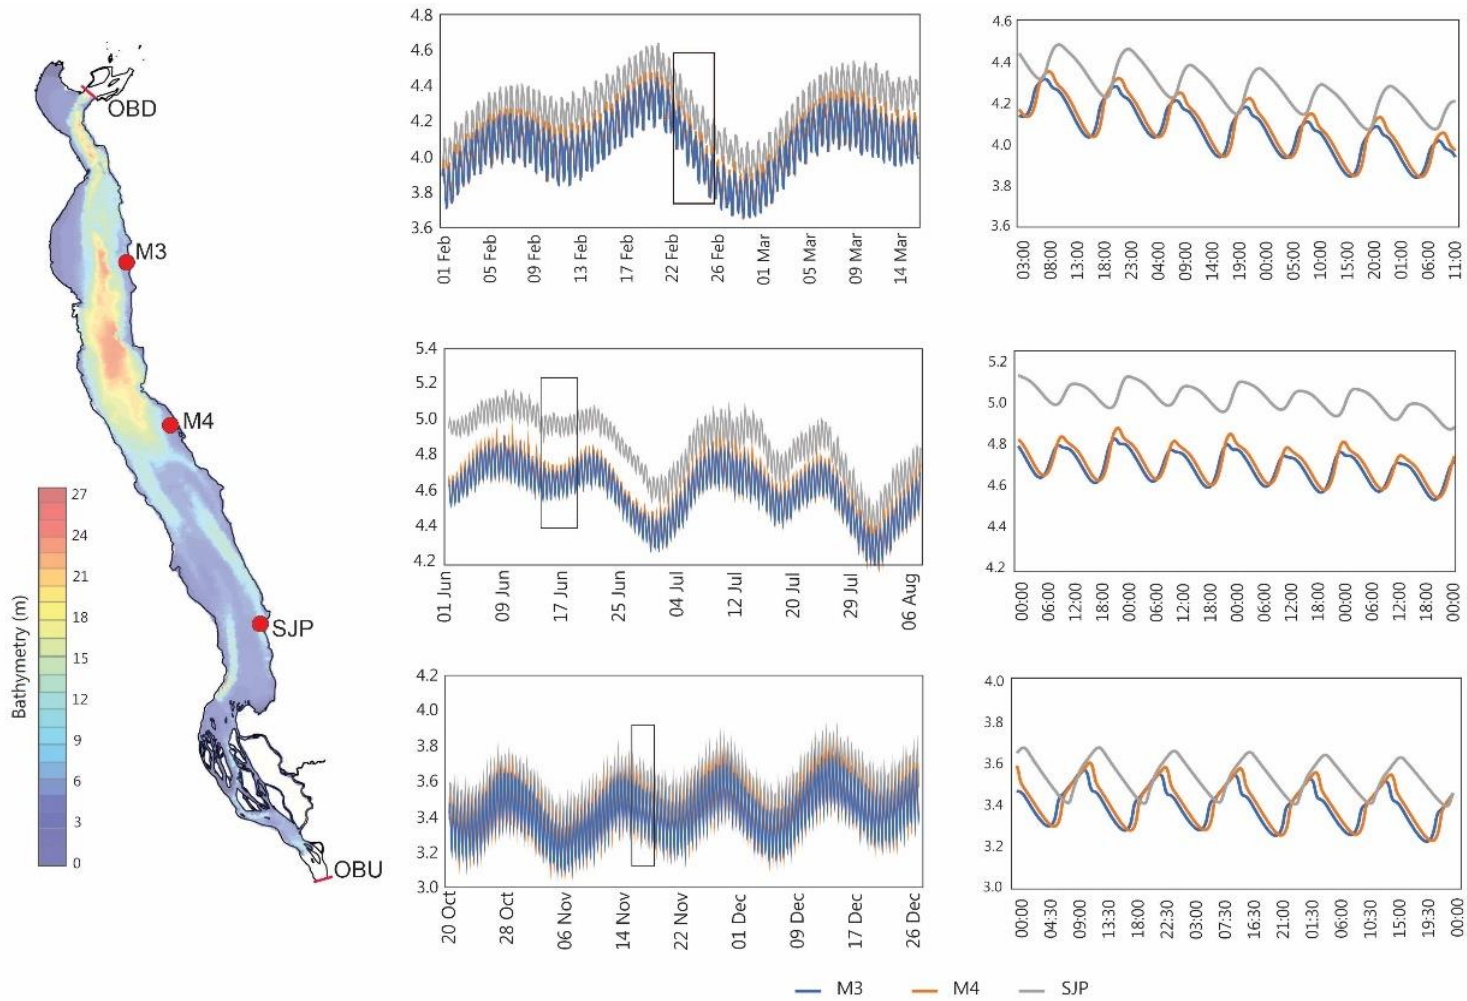 OBD
M3
M4
SJP
OBU
Bathymetry (m)
27
24
21
18
15
12
9
6
3
0
4.8
4.6
4.4
4.2
4.0
3.8
3.6
01 Feb
05 Feb
09 Feb
13 Feb
17 Feb
22 Feb
26 Feb
01 Mar
05 Mar
09 Mar
14 Mar
4.6
4.4
4.2
4.0
3.8
3.6
03:00
08:00
13:00
18:00
23:00
04:00
09:00
14:00
19:00
00:00
05:00
10:00
15:00
20:00
01:00
06:00
11:00
5.4
5.2
5.0
4.8
4.6
4.4
4.2
01 Jun
09 Jun
17 Jun
25 Jun
04 Jul
12 Jul
20 Jul
29 Jul
06 Aug
5.2
5.0
4.8
4.6
4.4
4.2
00:00
06:00
12:00
18:00
00:00
06:00
12:00
18:00
00:00
06:00
12:00
18:00
00:00
06:00
12:00
18:00
00:00
4.2
4.0
3.8
3.6
3.4
3.2
3.0
20 Oct
28 Oct
06 Nov
14 Nov
22 Nov
01 Dec
09 Dec
17 Dec
26 Dec
4.0
3.8
3.6
3.4
3.2
3.0
00:00
04:30
09:00
13:30
18:00
22:30
03:00
07:30
12:00
16:30
21:00
01:30
06:00
10:30
15:00
19:30
00:00
M3
M4
SJP